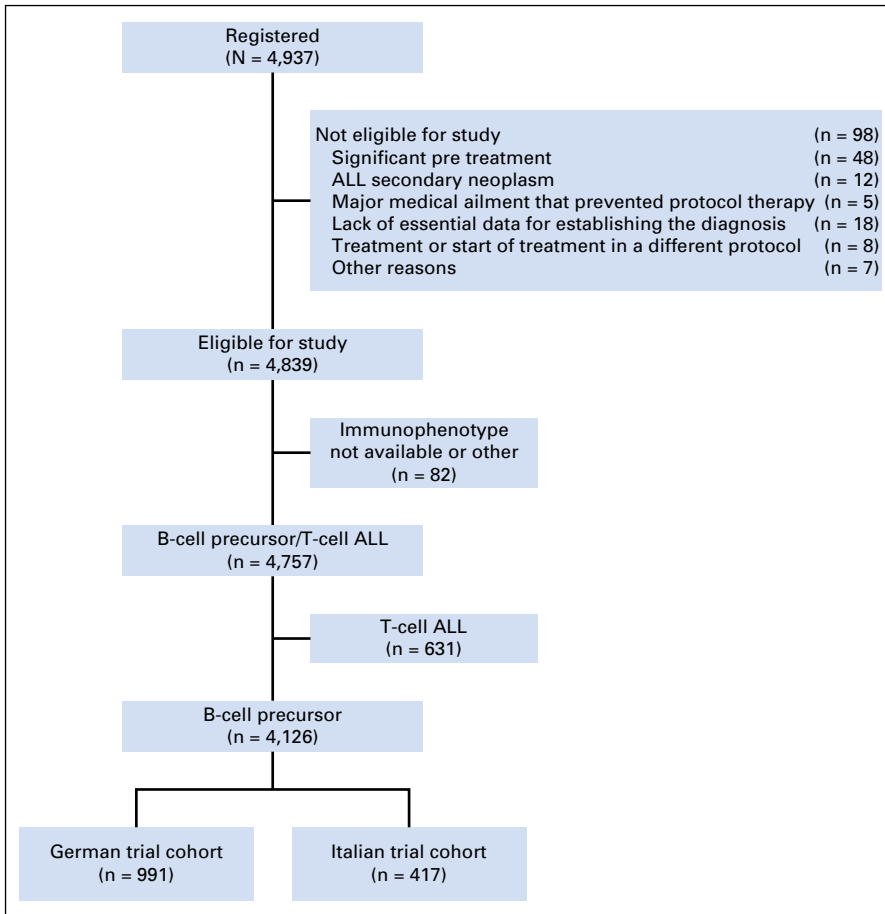 Registered
(N = 4,937)
Not eligible for study (n = 98)
Significant pre treatment (n = 48)
ALL secondary neoplasm (n = 12)
Major medical ailment that prevented protocol therapy (n = 5)
Lack of essential data for establishing the diagnosis (n = 18)
Treatment or start of treatment in a different protocol (n = 8)
Other reasons (n = 7)
Eligible for study
(n = 4,839)
Immunophenotype
not available or other
(n = 82)
B-cell precursor/T-cell ALL
(n = 4,757)
T-cell ALL
(n = 631)
B-cell precursor
(n = 4,126)
German trial cohort
(n = 991)
Italian trial cohort
(n = 417)